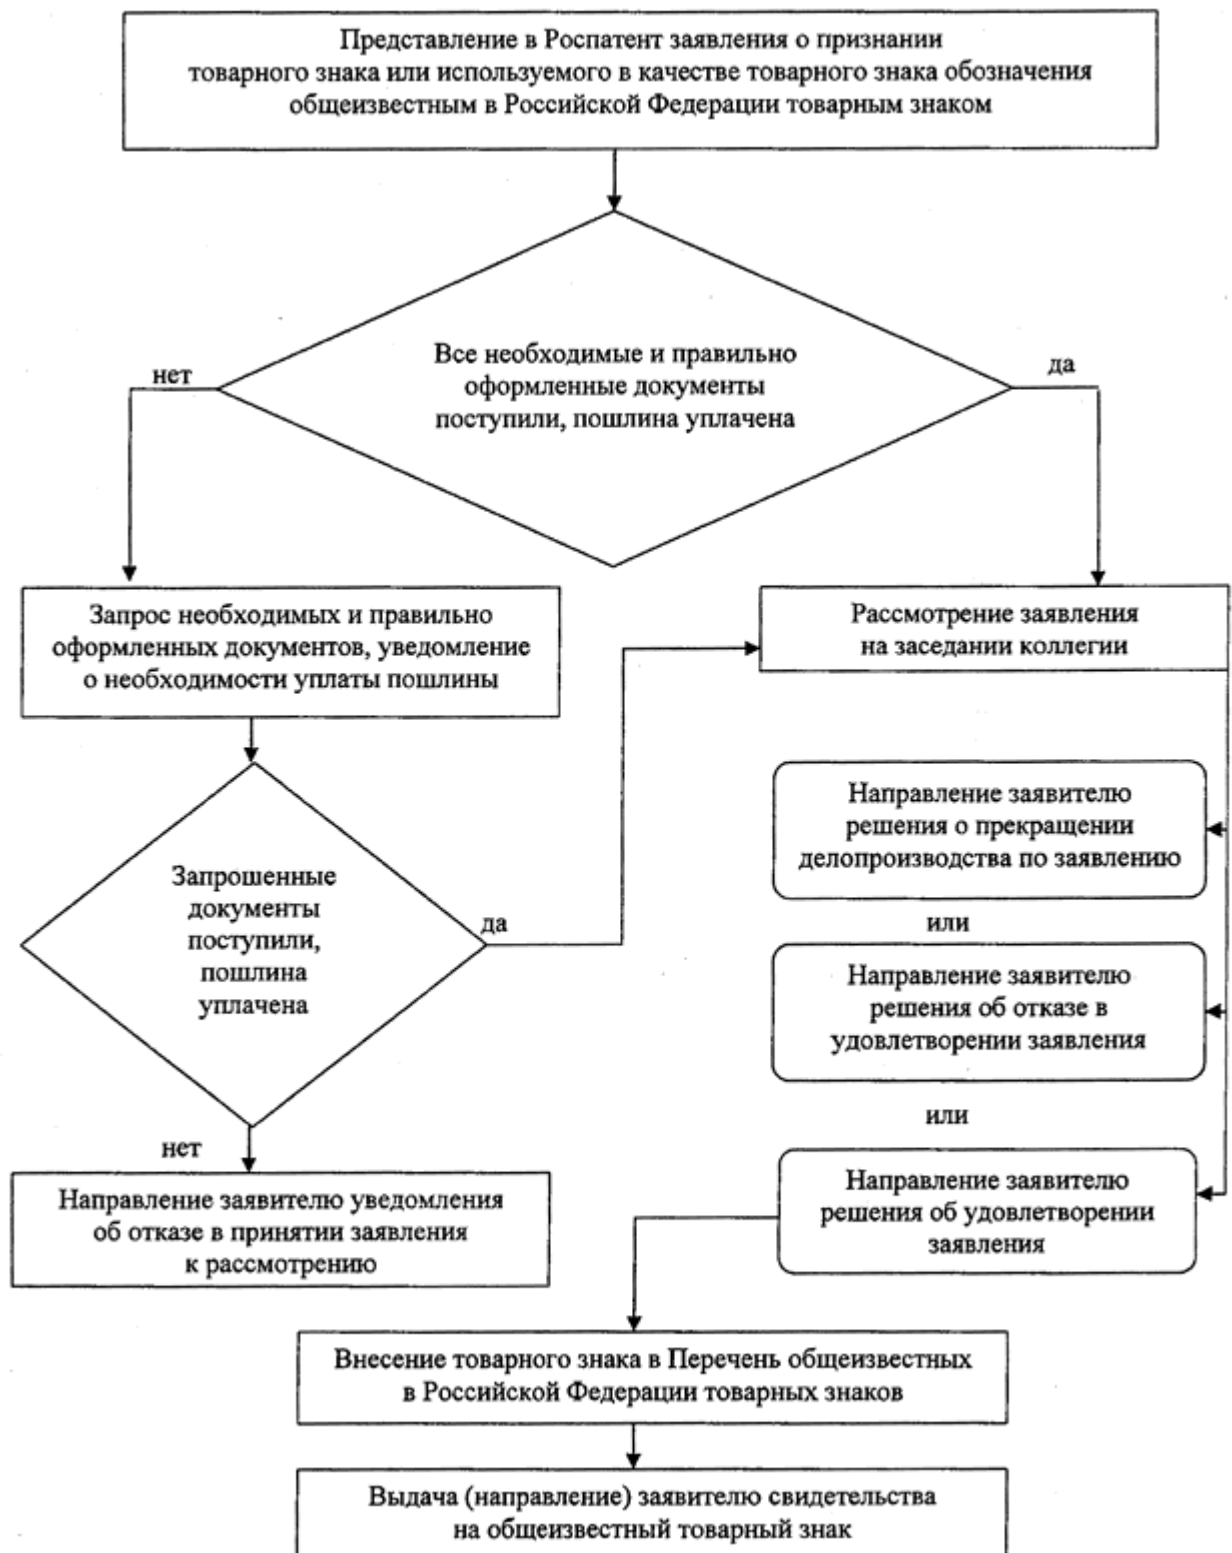 Представление в Роспатент заявления о признании
товарного знака или используемого в качестве товарного знака обозначения
общеизвестным в Российской Федерации товарным знаком
Все необходимые и правильно
оформленные документы
поступили, пошлина уплачена
нет
да
Запрос необходимых и правильно
оформленных документов, уведомление
о необходимости уплаты пошлины
Рассмотрение заявления
на заседании коллегии
Запрошенные
документы
поступили,
пошлина
уплачена
да
нет
Направление заявителю уведомления
об отказе в принятии заявления
к рассмотрению
Направление заявителю
решения о прекращении
делопроизводства по заявлению
или
Направление заявителю
решения об отказе в
удовлетворении заявления
или
Направление заявителю
решения об удовлетворении
заявления
Внесение товарного знака в Перечень общеизвестных
в Российской Федерации товарных знаков
Выдача (направление) заявителю свидетельства
на общеизвестный товарный знак